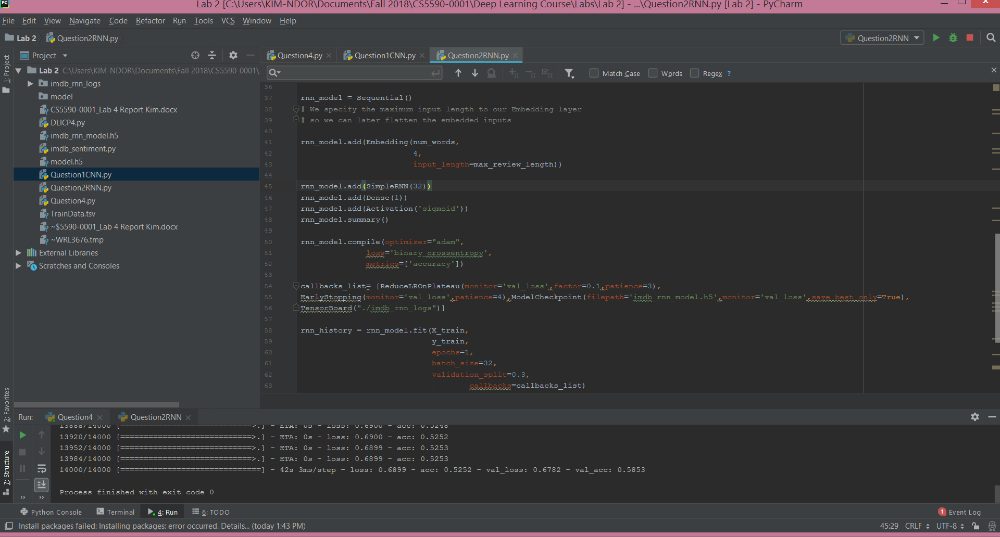 Lab 2 [C:\Users\KIM-NDOR\Documents\Fall 2018\CS5590-0001\Deep Learning Course\Labs\Lab 2] - ...\Question2RNN.py [Lab 2] - PyCharm
File Edit View Navigate Code Refactor Run Tools VCS Window Help
Lab 2 Question2RNN.py
Question2RNN
1: Project
Project
Question4.py Question1CNN.py Question2RNN.py
Lab 2 C:\Users\KIM-NDOR\Documents\Fall 2018\CS5590-0001\
Match Case Words Regex ?
imdb_rnn_logs
model
CS5590-0001_Lab 4 Report Kim.docx
DLICP4.py
imdb_rnn_model.h5
imdb_sentiment.py
model.h5
Question1CNN.py
Question2RNN.py
Question4.py
TrainData.tsv
~$5590-0001_Lab 4 Report Kim.docx
~WRL3676.tmp
External Libraries
Scratches and Consoles
36
37 rnn_model = Sequential()
38 # We specify the maximum input length to our Embedding layer
39 # so we can later flatten the embedded inputs
40
41 rnn_model.add(Embedding(num_words,
42 4,
43 input_length=max_review_length))
44
45 rnn_model.add(SimpleRNN(32))
46 rnn_model.add(Dense(1))
47 rnn_model.add(Activation('sigmoid'))
48 rnn_model.summary()
49
50 rnn_model.compile(optimizer="adam",
51 loss='binary_crossentropy',
52 metrics=['accuracy'])
53
54 callbacks_list= [ReduceLROnPlateau(monitor='val_loss',factor=0.1,patience=3),
55 EarlyStopping(monitor='val_loss',patience=4),ModelCheckpoint(filepath='imdb_rnn_model.h5',monitor='val_loss',save_best_only=True),
56 TensorBoard("./imdb_rnn_logs")]
57
58 rnn_history = rnn_model.fit(X_train,
59 y_train,
60 epochs=1,
61 batch_size=32,
62 validation_split=0.3,
63 callbacks=callbacks_list)
2: Favorites
7: Structure
Run: Question4 Question2RNN
13888/14000 [============================>.] - ETA: 0s - loss: 0.6900 - acc: 0.5248
13920/14000 [============================>.] - ETA: 0s - loss: 0.6900 - acc: 0.5252
13952/14000 [============================>.] - ETA: 0s - loss: 0.6899 - acc: 0.5253
13984/14000 [============================>.] - ETA: 0s - loss: 0.6899 - acc: 0.5253
14000/14000 [==============================] - 42s 3ms/step - loss: 0.6899 - acc: 0.5252 - val_loss: 0.6782 - val_acc: 0.5853
Process finished with exit code 0
Python Console Terminal 4: Run 6: TODO 1 Event Log
Install packages failed: Installing packages: error occurred. Details... (today 1:43 PM) 45:29 CRLF UTF-8